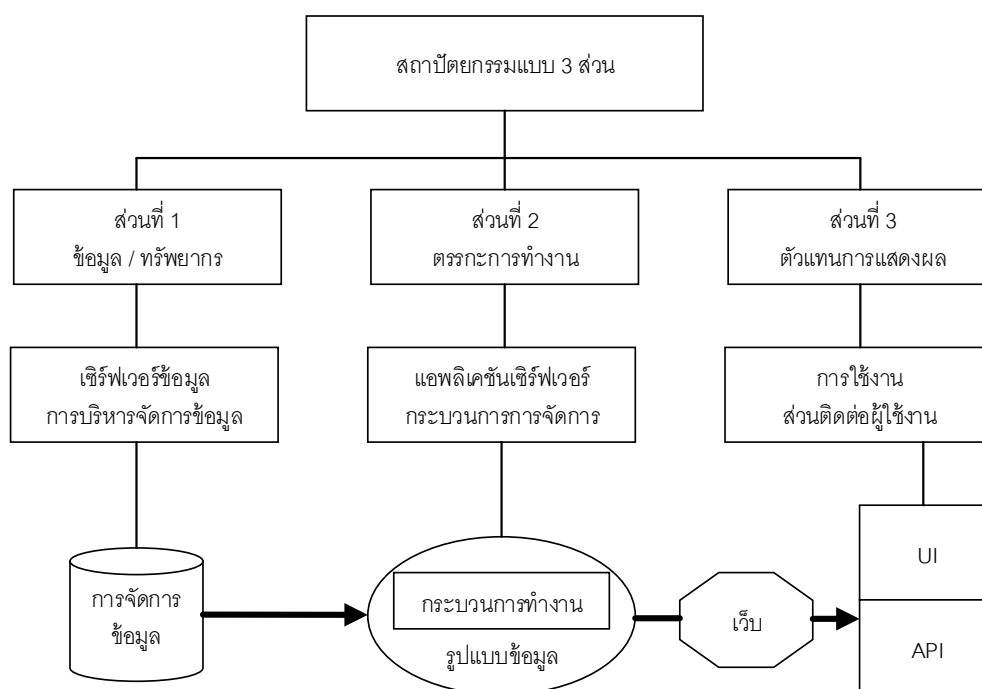 สถาปัตยกรรมแบบ 3 ส่วน
ส่วนที่ 1
ข้อมูล / ทรัพยากร
ส่วนที่ 2
ตรรกะการทำงาน
ส่วนที่ 3
ตัวแทนการแสดงผล
เซิร์ฟเวอร์ข้อมูล
การบริหารจัดการข้อมูล
แอพลิเคชันเซิร์ฟเวอร์
กระบวนการการจัดการ
การใช้งาน
ส่วนติดต่อผู้ใช้งาน
การจัดการ
ข้อมูล
กระบวนการทำงาน
รูปแบบข้อมูล
เว็บ
UI
API